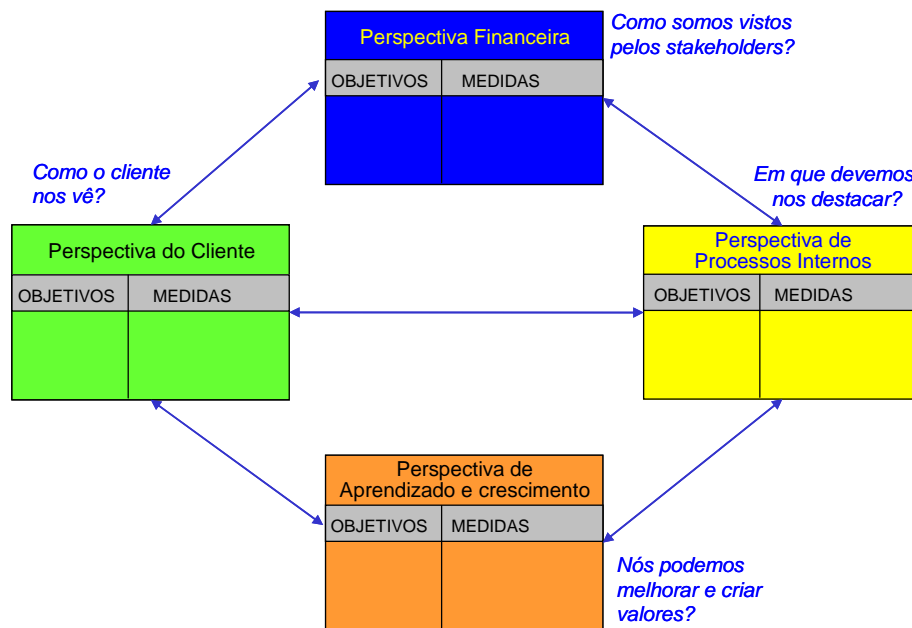 Perspectiva Financeira
OBJETIVOS MEDIDAS
Como somos vistos
pelos stakeholders?
Como o cliente
nos vê?
Em que devemos
nos destacar?
Perspectiva do Cliente
OBJETIVOS MEDIDAS
Perspectiva de
Processos Internos
OBJETIVOS MEDIDAS
Perspectiva de
Aprendizado e crescimento
OBJETIVOS MEDIDAS
Nós podemos
melhorar e criar
valores?